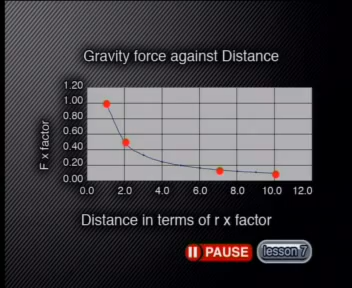 Gravity force against Distance
1.20
1.00
0.80
0.60
0.40
0.20
0.00
F x factor
0.0 2.0 4.0 6.0 8.0 10.0 12.0
Distance in terms of r x factor
PAUSE lesson 7